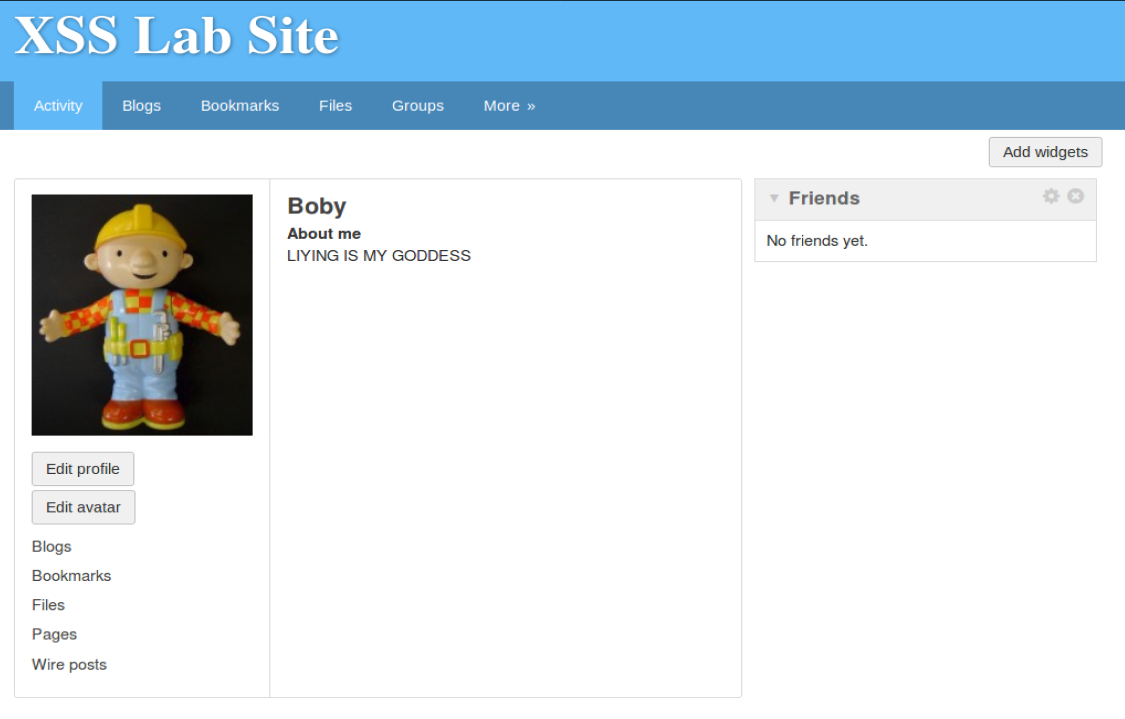 XSS Lab Site
Activity Blogs Bookmarks Files Groups More »
Add widgets
Boby
About me
LIYING IS MY GODDESS
Edit profile
Edit avatar
Blogs
Bookmarks
Files
Pages
Wire posts
Friends
No friends yet.